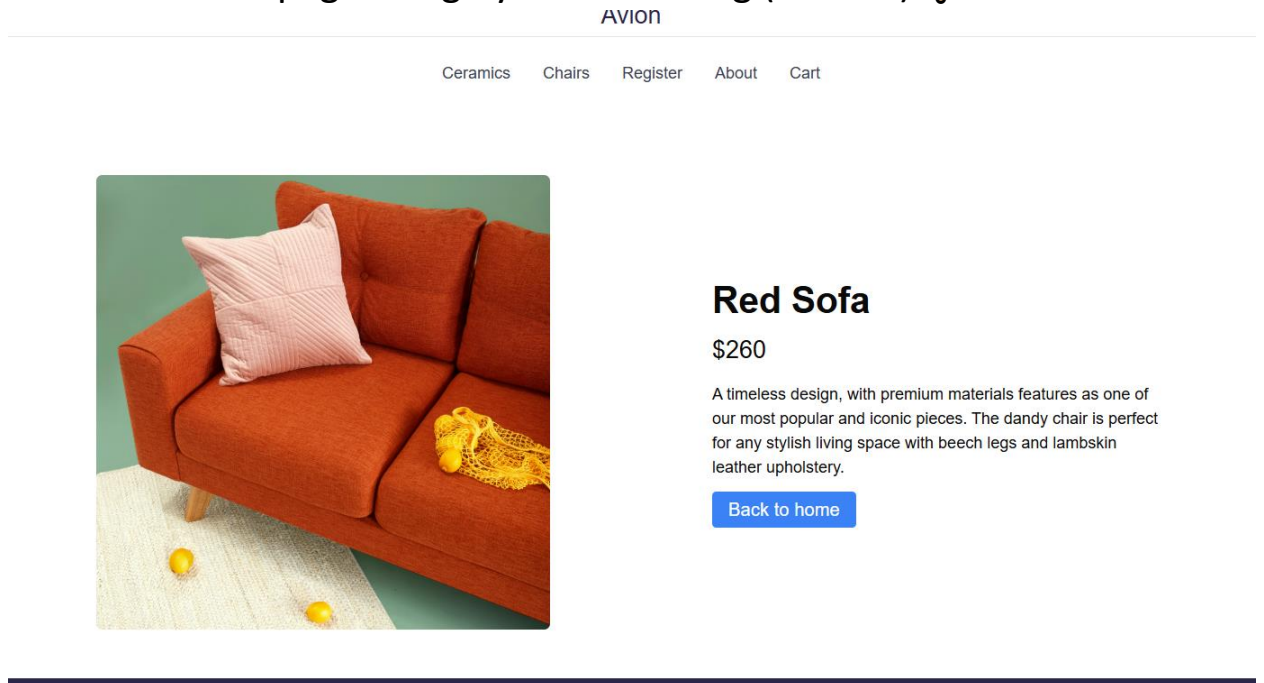 Avion
Ceramics Chairs Register About Cart
Red Sofa
$260
A timeless design, with premium materials features as one of
our most popular and iconic pieces. The dandy chair is perfect
for any stylish living space with beech legs and lambskin
leather upholstery.
Back to home